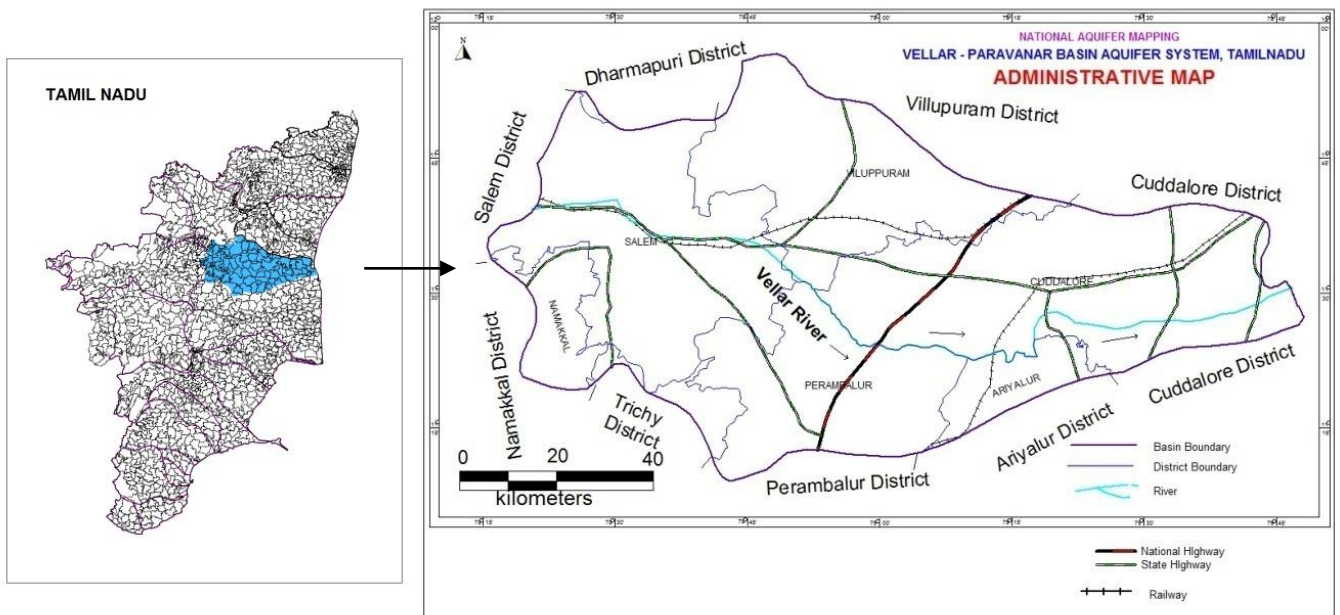 TAMIL NADU
N
NATIONAL AQUIFER MAPPING
VELLAR - PARAVANAR BASIN AQUIFER SYSTEM, TAMILNADU
ADMINISTRATIVE MAP
Dharmapuri District
Villupuram District
Salem District
Cuddalore District
VILUPPURAM
SALEM
CUDDALORE
Vellar River
NAMAKKAL
PERAMBALUR
ARIYALUR
Namakkal District
Trichy
District
Perambalur District
Ariyalur District
Cuddalore District
0 20 40
kilometers
Basin Boundary
District Boundary
River
National HIghway
State HIghway
Railway